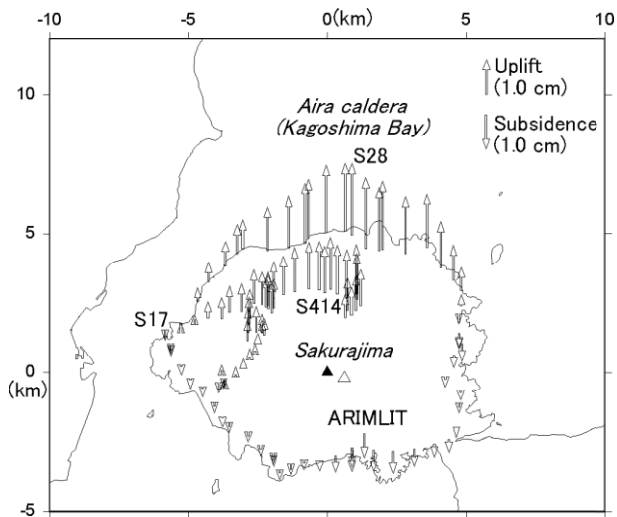 -10 -5 0(km) 5 10
Uplift
(1.0 cm)
Subsidence
(1.0 cm)
10
Aira caldera
(Kagoshima Bay)
S28
5
S17
S414
Sakurajima
0
(km)
ARIMLIT
-5